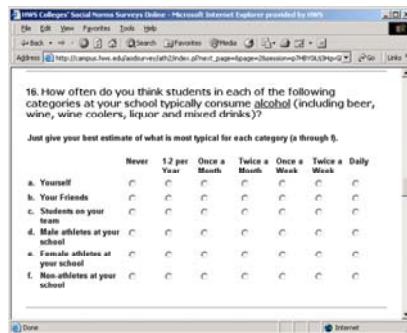 HWS Colleges' Social Norms Surveys Online - Microsoft Internet Explorer provided by HWS
File Edit View Favorites Tools Help
Back Search Favorites Media
Address Go Links
16. How often do you think students in each of the following
categories at your school typically consume alcohol (including beer,
wine, wine coolers, liquor and mixed drinks)?
Just give your best estimate of what is most typical for each category (a through f).
Never 1-2 per Year Once a Month Twice a Month Once a Week Twice a Week Daily
a. Yourself
b. Your Friends
c. Students on your
team
d. Male athletes at your
school
e. Female athletes at
your school
f. Non-athletes at your
school
Done Internet